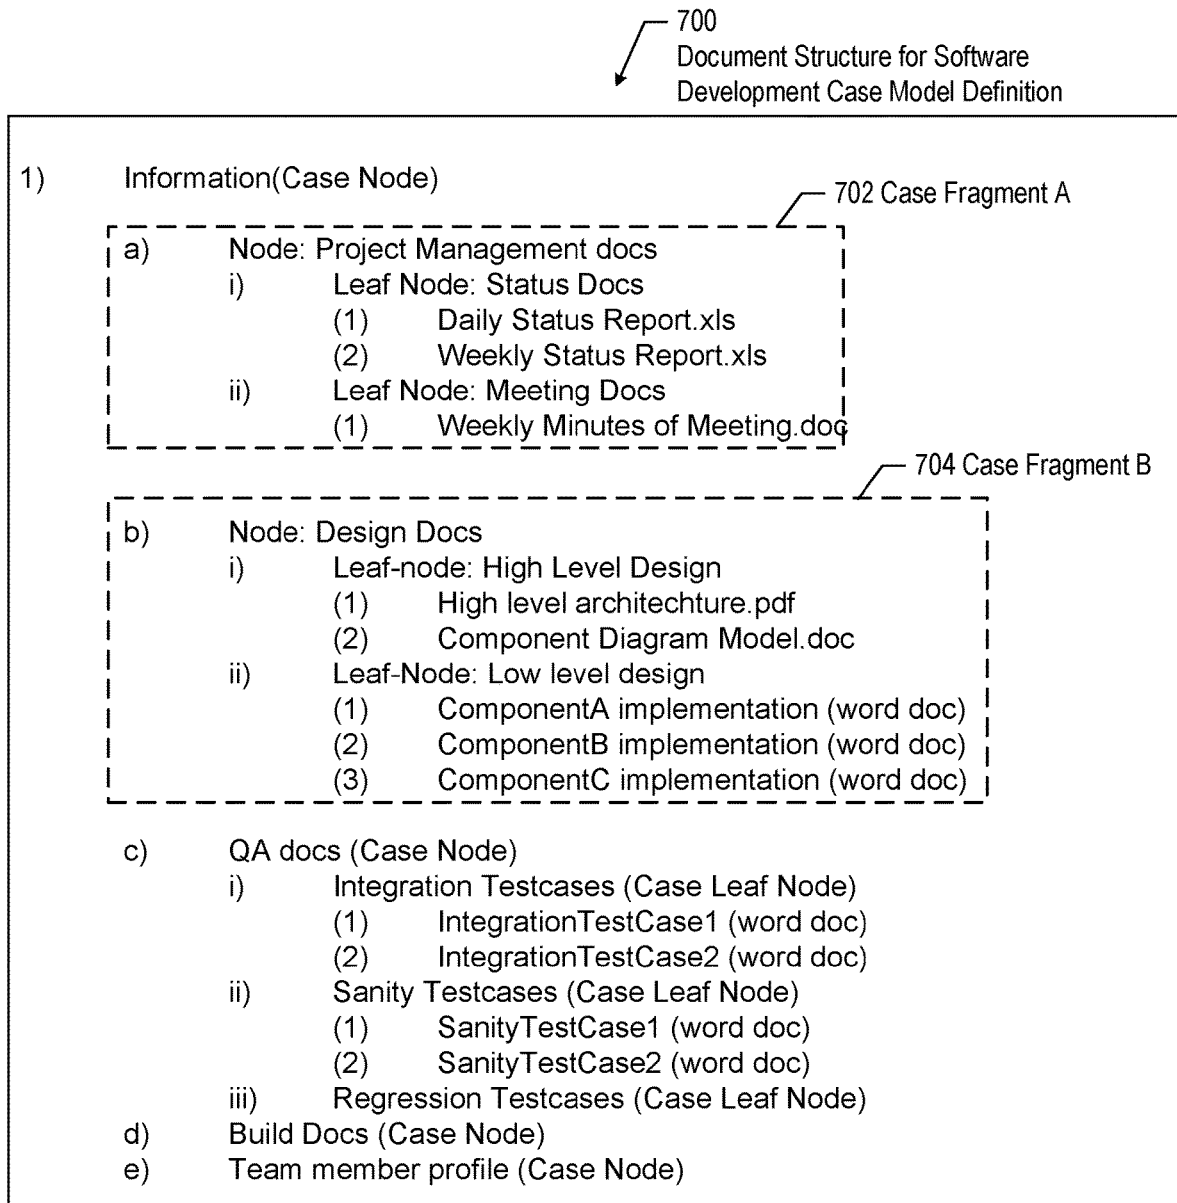 700
Document Structure for Software
Development Case Model Definition
1) Information(Case Node)
702 Case Fragment A
a) Node: Project Management docs
i) Leaf Node: Status Docs
(1) Daily Status Report.xls
(2) Weekly Status Report.xls
ii) Leaf Node: Meeting Docs
(1) Weekly Minutes of Meeting.doc
704 Case Fragment B
b) Node: Design Docs
i) Leaf-node: High Level Design
(1) High level architechture.pdf
(2) Component Diagram Model.doc
ii) Leaf-Node: Low level design
(1) ComponentA implementation (word doc)
(2) ComponentB implementation (word doc)
(3) ComponentC implementation (word doc)
c) QA docs (Case Node)
i) Integration Testcases (Case Leaf Node)
(1) IntegrationTestCase1 (word doc)
(2) IntegrationTestCase2 (word doc)
ii) Sanity Testcases (Case Leaf Node)
(1) SanityTestCase1 (word doc)
(2) SanityTestCase2 (word doc)
iii) Regression Testcases (Case Leaf Node)
d) Build Docs (Case Node)
e) Team member profile (Case Node)